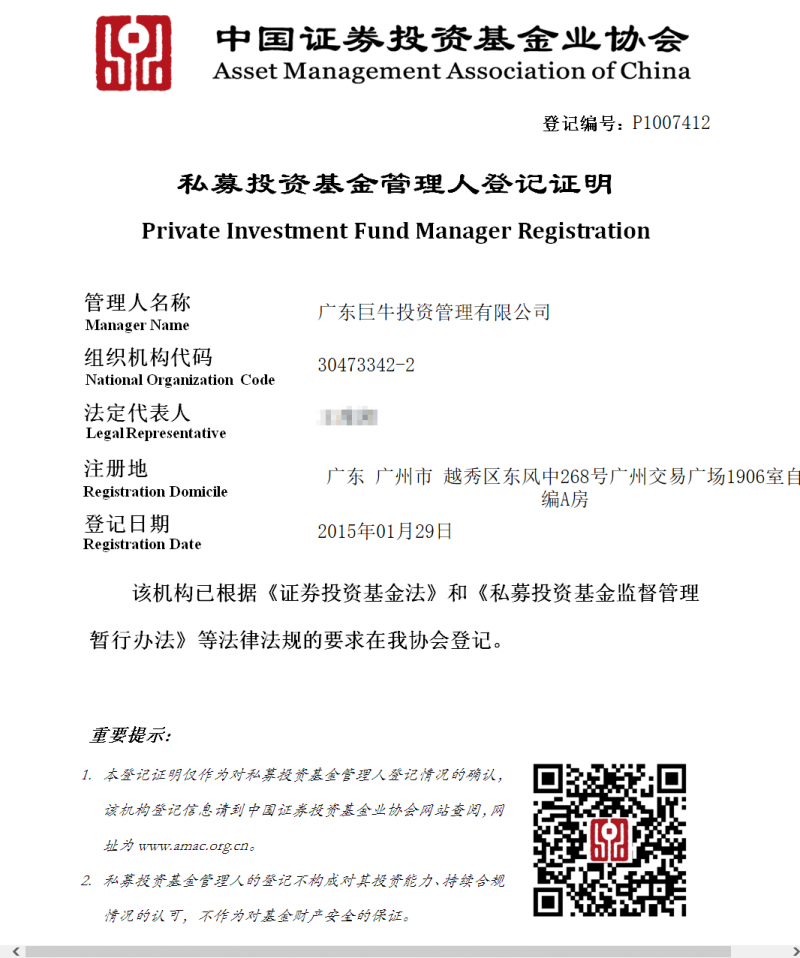 中国证券投资基金业协会
Asset Management Association of China
登记编号：P1007412
私募投资基金管理人登记证明
Private Investment Fund Manager Registration
管理人名称
Manager Name
广东巨牛投资管理有限公司
组织机构代码
National Organization Code
30473342-2
法定代表人
Legal Representative
注册地
Registration Domicile
广东 广州市 越秀区东风中268号广州交易广场1906室自
编A房
登记日期
Registration Date
2015年01月29日
该机构已根据《证券投资基金法》和《私募投资基金监督管理
暂行办法》等法律法规的要求在我协会登记。
重要提示：
1. 本登记证明仅作为对私募投资基金管理人登记情况的确认，
该机构登记信息请到中国证券投资基金业协会网站查阅，网
址为 www.amac.org.cn。
2. 私募投资基金管理人的登记不构成对其投资能力、持续合规
情况的认可，不作为对基金财产安全的保证。